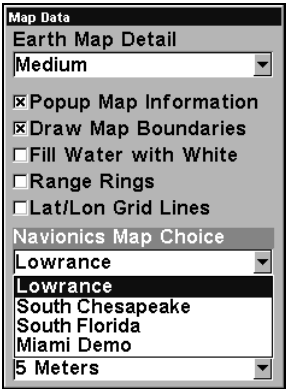 Map Data
Earth Map Detail
Medium
Popup Map Information
Draw Map Boundaries
Fill Water with White
Range Rings
Lat/Lon Grid Lines
Navionics Map Choice
Lowrance
Lowrance
South Chesapeake
South Florida
Miami Demo
5 Meters